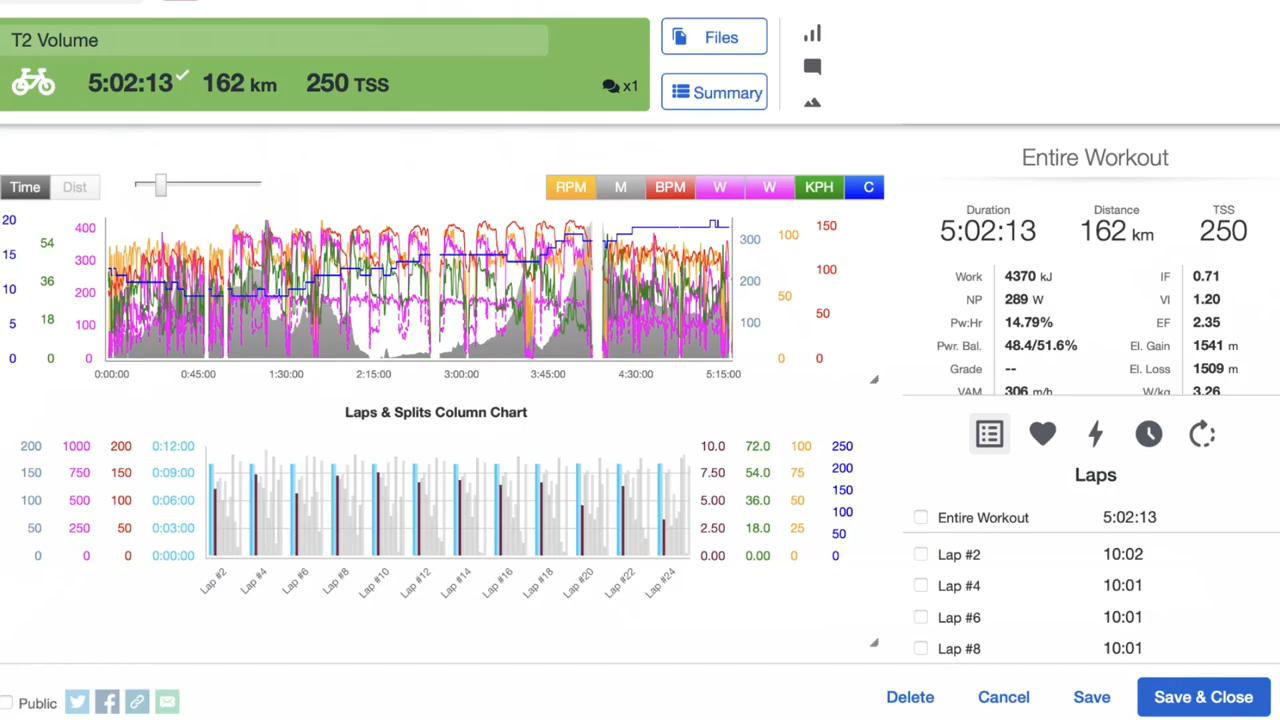 T2 Volume
5:02:13 162 km 250 TSS
x1
Files
Summary
Entire Workout
Time Dist
RPM M BPM W W KPH C
Duration Distance TSS
5:02:13 162 km 250
20 15 10 5 0
54 36 18 0
400 300 200 100 0
300 200 100
100 50 0
150 100 50 0
0:00:00 0:45:00 1:30:00 2:15:00 3:00:00 3:45:00 4:30:00 5:15:00
Work 4370 kJ IF 0.71
NP 289 W VI 1.20
Pw:Hr 14.79% EF 2.35
Pwr. Bal. 48.4/51.6% El. Gain 1541 m
Grade -- El. Loss 1509 m
VAM 306 m/h W/kg 3.26
Laps & Splits Column Chart
200 1000 200 0:12:00 10.0 72.0 100 250
150 750 150 0:09:00 7.50 54.0 75 200
100 500 100 0:06:00 5.00 36.0 50 150
50 250 50 0:03:00 2.50 18.0 25 100
0 0 0 0:00:00 0.00 0.00 0 50
0
Lap #2 Lap #4 Lap #6 Lap #8 Lap #10 Lap #12 Lap #14 Lap #16 Lap #18 Lap #20 Lap #22 Lap #24
Laps
Entire Workout 5:02:13
Lap #2 10:02
Lap #4 10:01
Lap #6 10:01
Lap #8 10:01
Public
Delete Cancel Save Save & Close